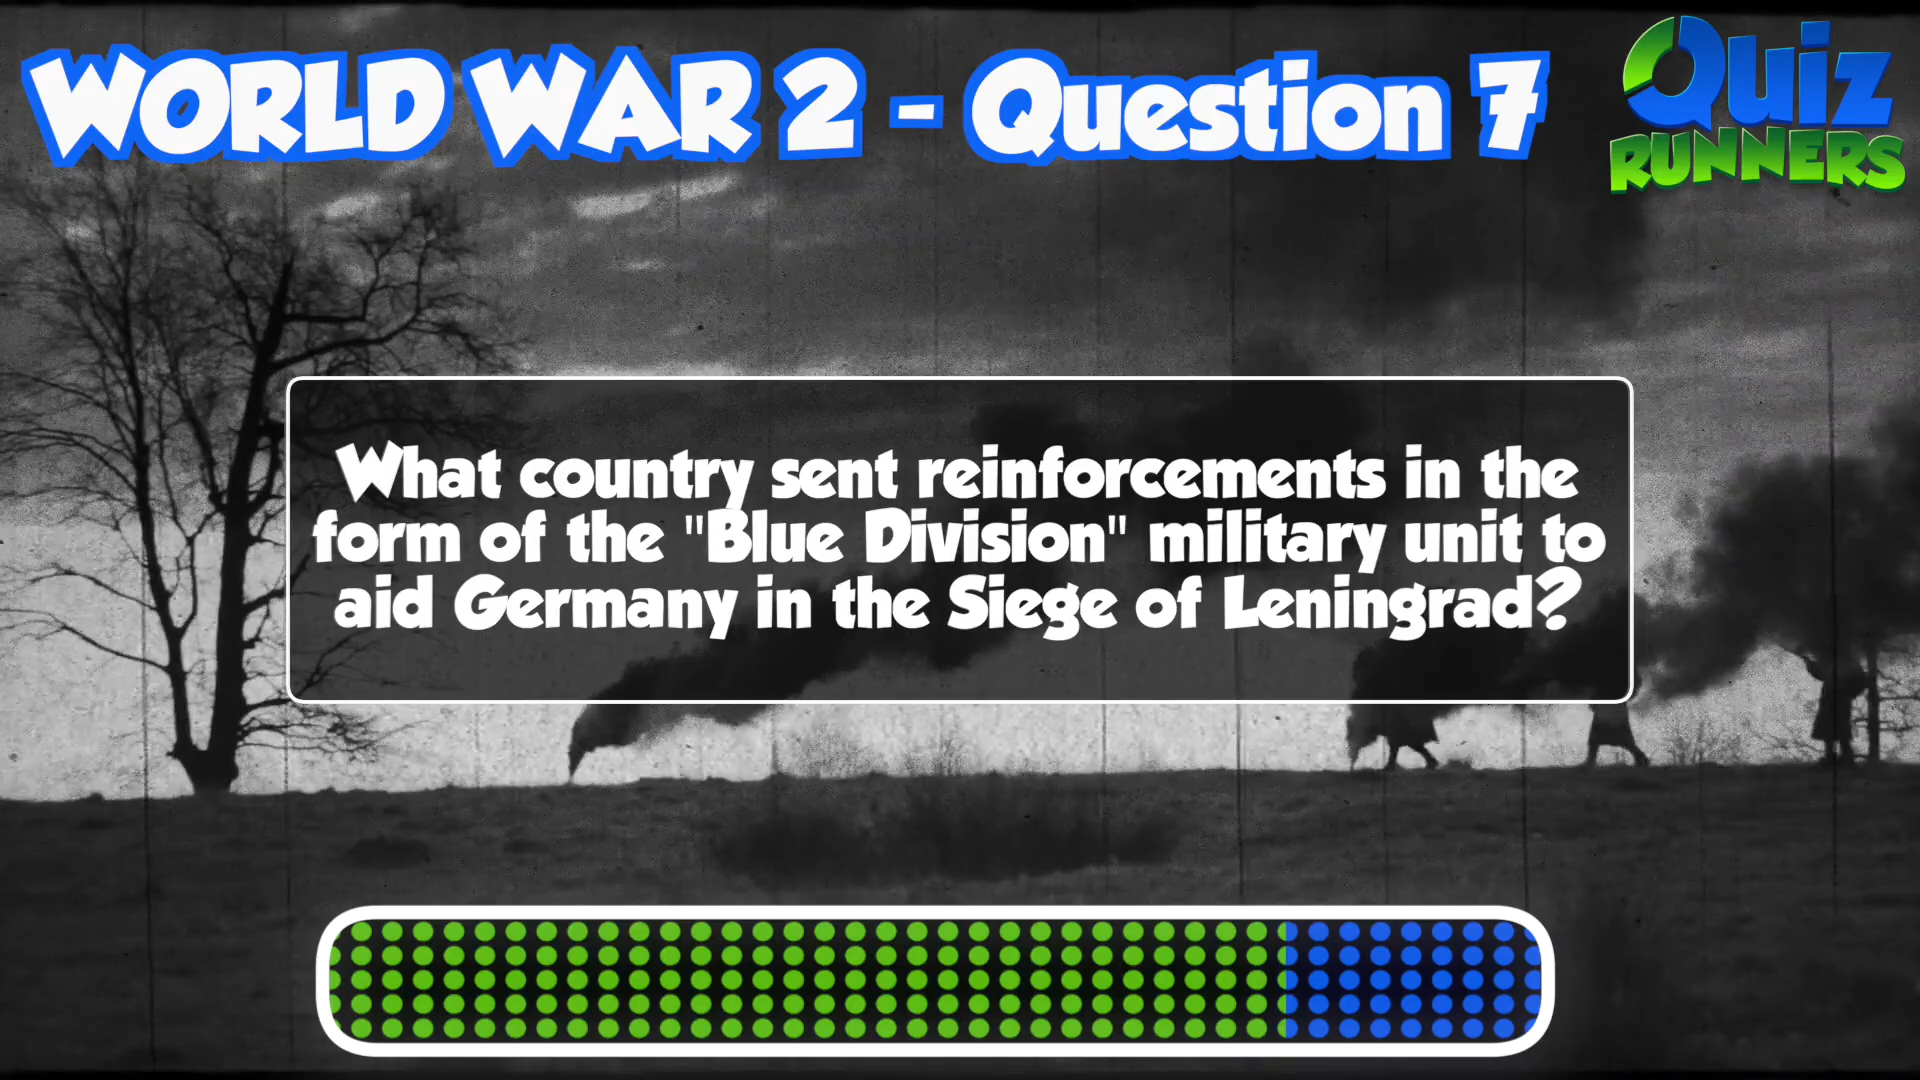 WORLD WAR 2 - Question 7
Quiz
RUNNERS
What country sent reinforcements in the
form of the "Blue Division" military unit to
aid Germany in the Siege of Leningrad?